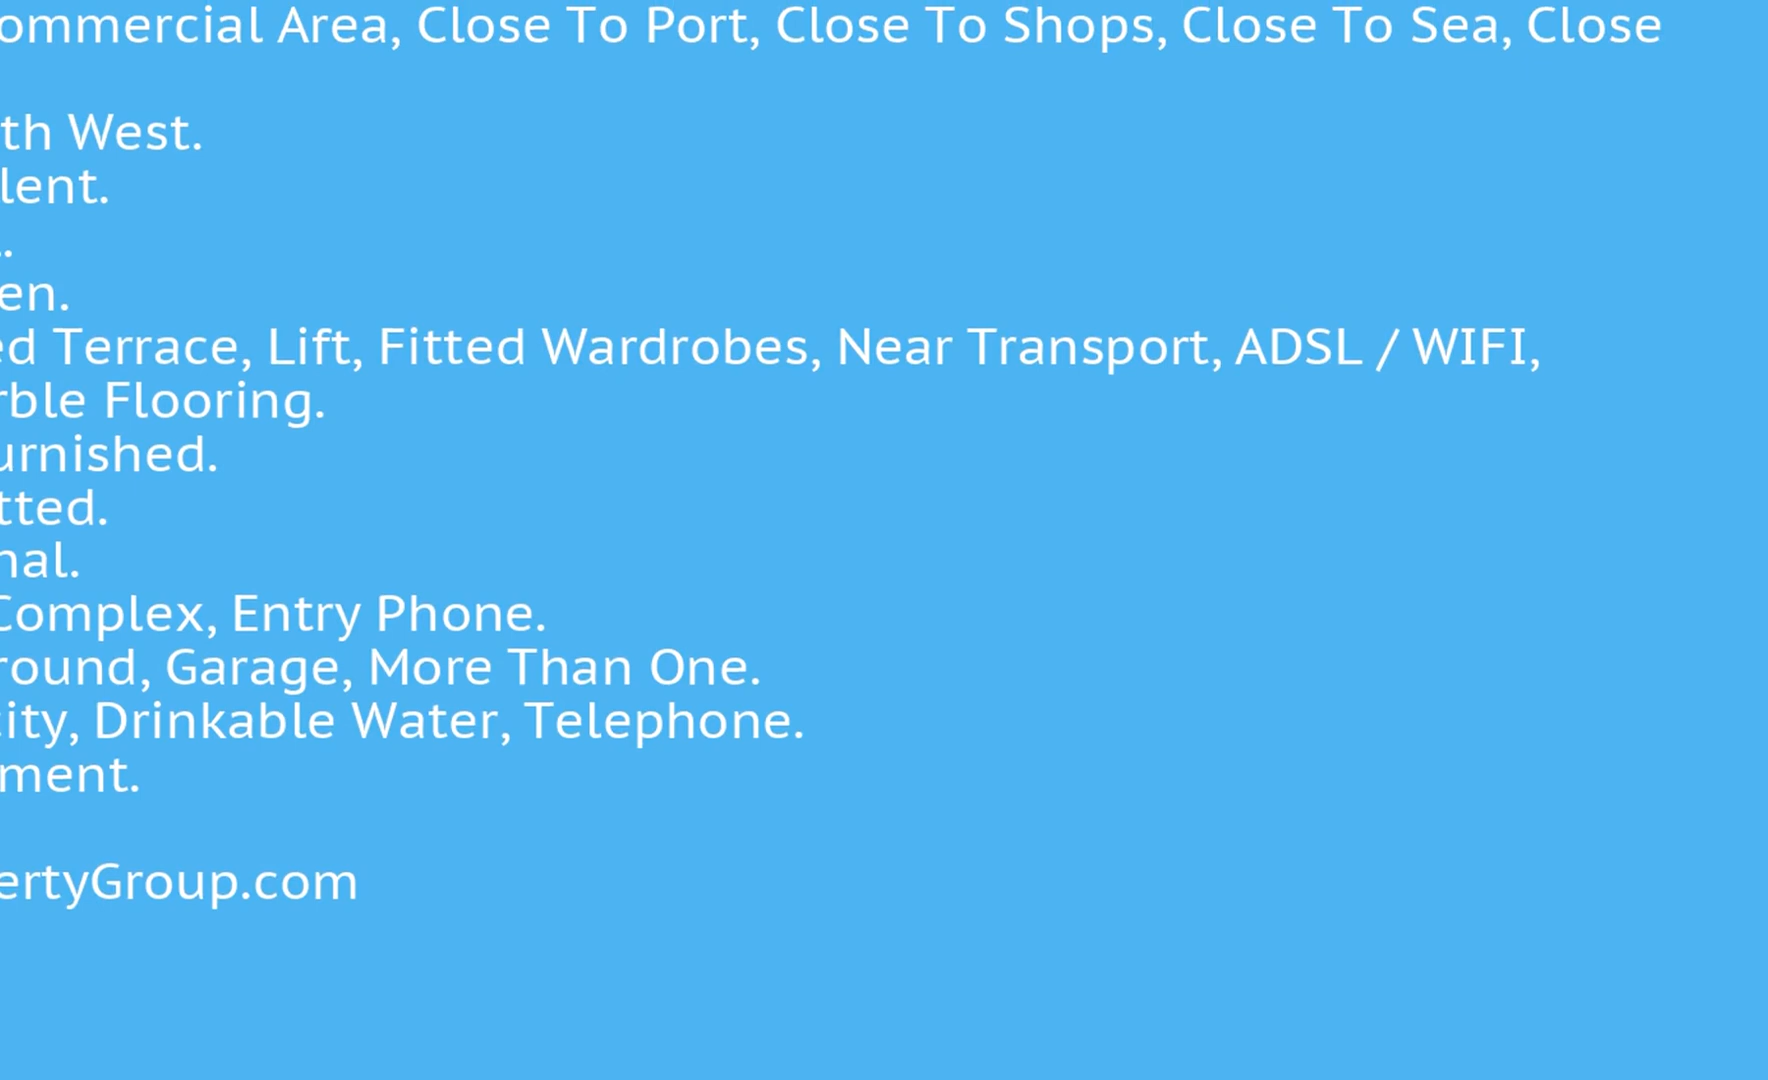 ommercial Area, Close To Port, Close To Shops, Close To Sea, Close
th West.
lent.
.
en.
ed Terrace, Lift, Fitted Wardrobes, Near Transport, ADSL / WIFI,
rble Flooring.
urnished.
tted.
nal.
Complex, Entry Phone.
round, Garage, More Than One.
city, Drinkable Water, Telephone.
ment.
ertyGroup.com